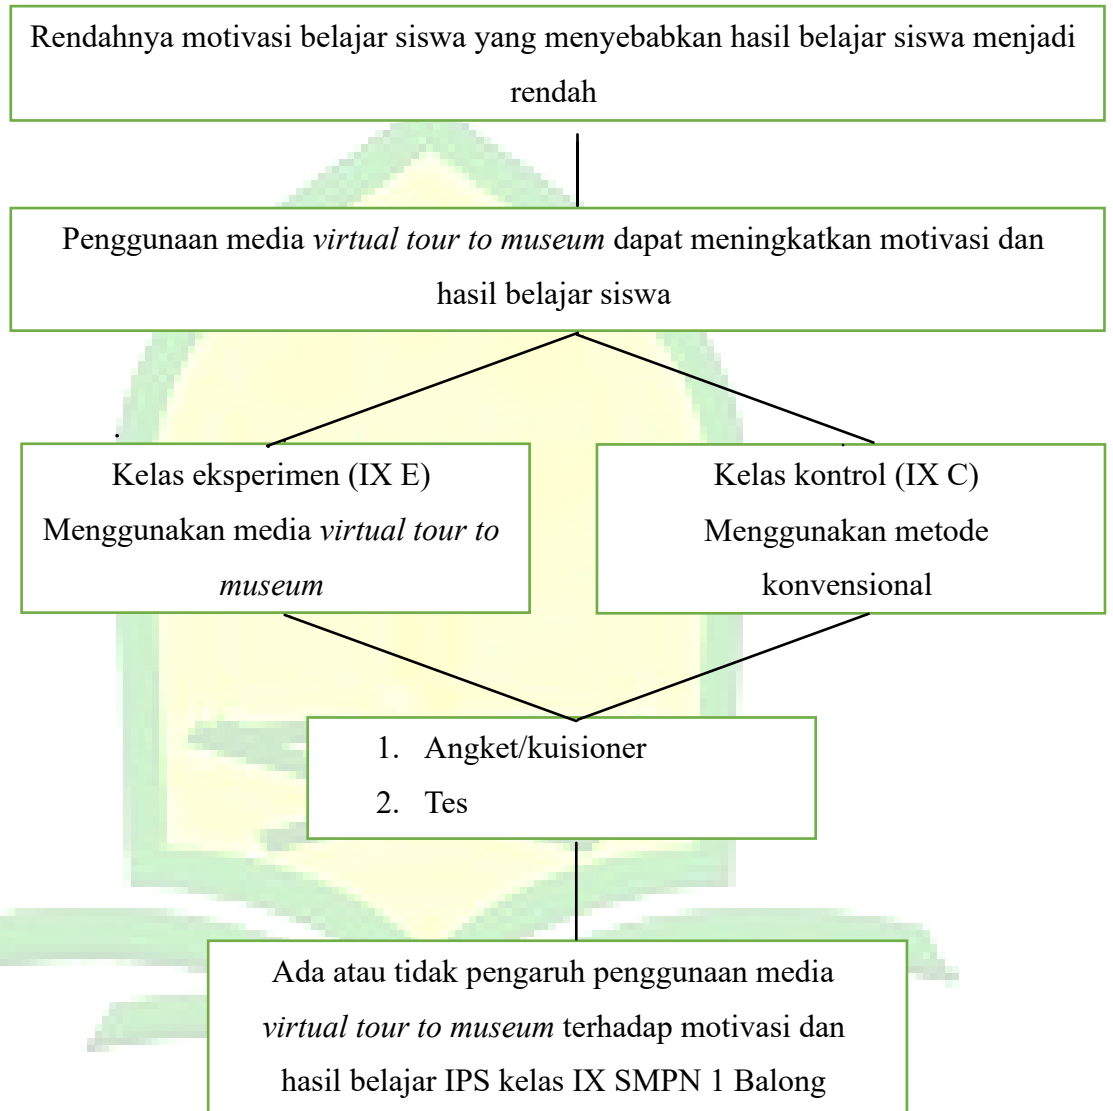 Rendahnya motivasi belajar siswa yang menyebabkan hasil belajar siswa menjadi
rendah
Penggunaan media virtual tour to museum dapat meningkatkan motivasi dan
hasil belajar siswa
Kelas eksperimen (IX E)
Menggunakan media virtual tour to
museum
Kelas kontrol (IX C)
Menggunakan metode
konvensional
1. Angket/kuisioner
2. Tes
Ada atau tidak pengaruh penggunaan media
virtual tour to museum terhadap motivasi dan
hasil belajar IPS kelas IX SMPN 1 Balong